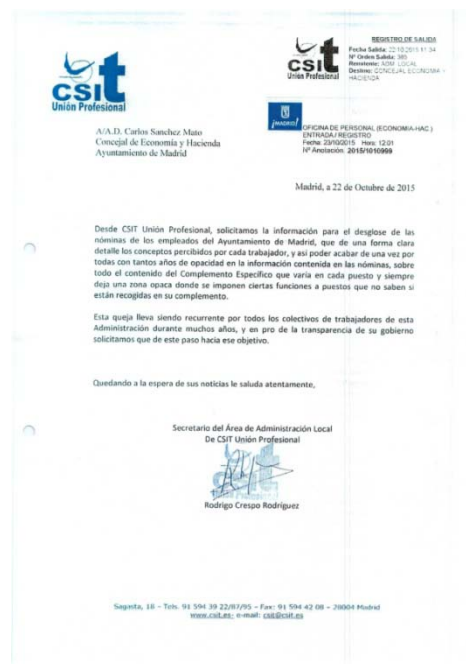 CSIT
Unión Profesional
CSIT
Unión Profesional
REGISTRO DE SALIDA
Fecha Salida: 22.10.2015 11:34
Nº Orden Salida: 385
Remitente: ADM. LOCAL
Destino: CONCEJAL ECONOMIA Y
HACIENDA
¡MADRID!
OFICINA DE PERSONAL (ECONOMIA-HAC.)
ENTRADA / REGISTRO
Fecha: 23/10/2015 Hora: 12:01
Nº Anotación: 2015/1010999
A/A.D. Carlos Sanchez Mato
Concejal de Economía y Hacienda
Ayuntamiento de Madrid
Madrid, a 22 de Octubre de 2015
Desde CSIT Unión Profesional, solicitamos la información para el desglose de las
nóminas de los empleados del Ayuntamiento de Madrid, que de una forma clara
detalle los conceptos percibidos por cada trabajador, y así poder acabar de una vez por
todas con tantos años de opacidad en la información contenida en las nóminas, sobre
todo el contenido del Complemento Específico que varia en cada puesto y siempre
deja una zona opaca donde se imponen ciertas funciones a puestos que no saben si
están recogidas en su complemento.
Esta queja lleva siendo recurrente por todos los colectivos de trabajadores de esta
Administración durante muchos años, y en pro de la transparencia de su gobierno
solicitamos que de este paso hacia ese objetivo.
Quedando a la espera de sus noticias le saluda atentamente,
Secretario del Área de Administración Local
De CSIT Unión Profesional
Rodrigo Crespo Rodríguez
Sagasta, 18 – Tels. 91 594 39 22/87/95 – Fax: 91 594 42 08 – 28004 Madrid
www.csit.es- e-mail: csit@csit.es